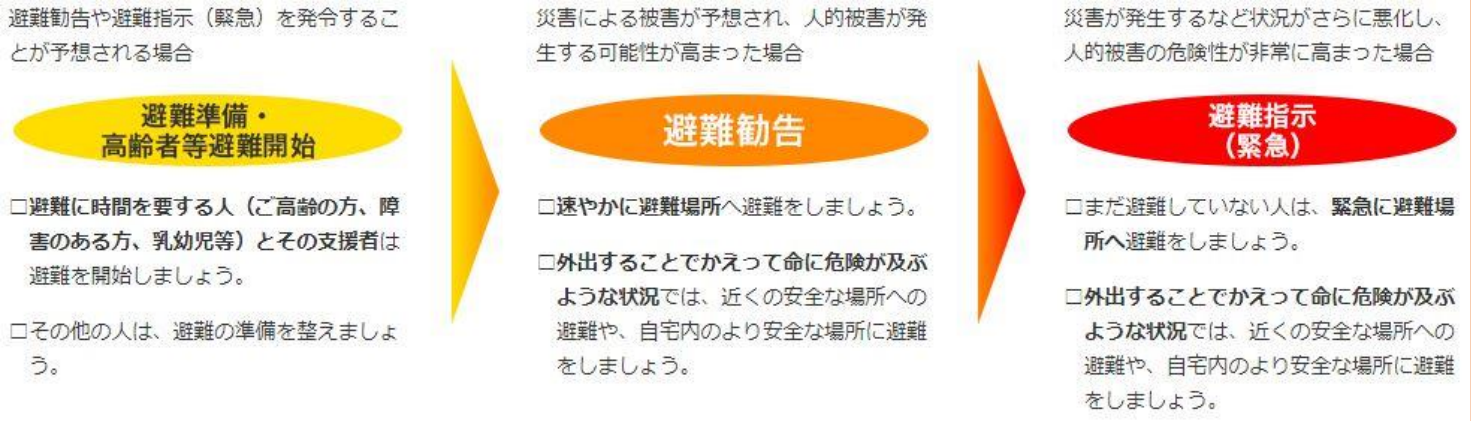 避難勧告や避難指示（緊急）を発令するこ
とが予想される場合
避難準備・
高齢者等避難開始
□避難に時間を要する人（ご高齢の方、障
害のある方、乳幼児等）とその支援者は
避難を開始しましょう。
□その他の人は、避難の準備を整えましょ
う。
災害による被害が予想され、人的被害が発
生する可能性が高まった場合
避難勧告
□速やかに避難場所へ避難をしましょう。
□外出することでかえって命に危険が及ぶ
ような状況では、近くの安全な場所への
避難や、自宅内のより安全な場所に避難
をしましょう。
災害が発生するなど状況がさらに悪化し、
人的被害の危険性が非常に高まった場合
避難指示
（緊急）
□まだ避難していない人は、緊急に避難場
所へ避難をしましょう。
□外出することでかえって命に危険が及ぶ
ような状況では、近くの安全な場所への
避難や、自宅内のより安全な場所に避難
をしましょう。